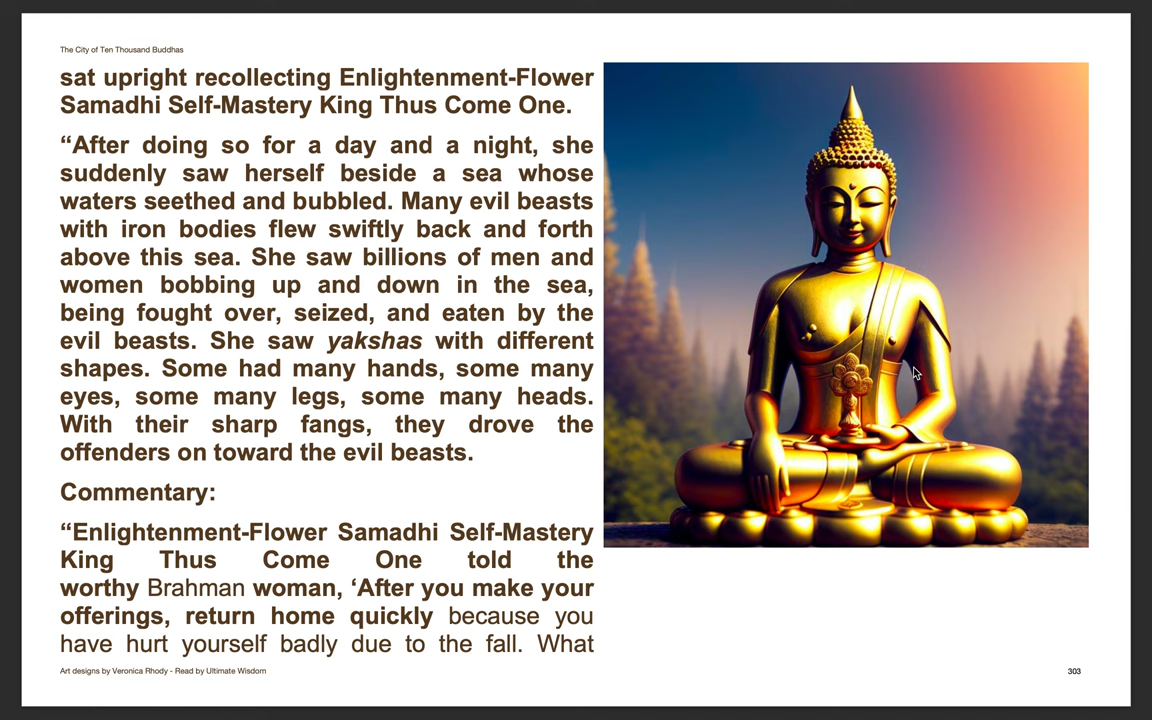 The City of Ten Thousand Buddhas
sat upright recollecting Enlightenment-Flower
Samadhi Self-Mastery King Thus Come One.
“After doing so for a day and a night, she
suddenly saw herself beside a sea whose
waters seethed and bubbled. Many evil beasts
with iron bodies flew swiftly back and forth
above this sea. She saw billions of men and
women bobbing up and down in the sea,
being fought over, seized, and eaten by the
evil beasts. She saw yakshas with different
shapes. Some had many hands, some many
eyes, some many legs, some many heads.
With their sharp fangs, they drove the
offenders on toward the evil beasts.
Commentary:
“Enlightenment-Flower Samadhi Self-Mastery
King Thus Come One told the
worthy Brahman woman, ‘After you make your
offerings, return home quickly because you
have hurt yourself badly due to the fall. What
Art designs by Veronica Rhody - Read by Ultimate Wisdom
303